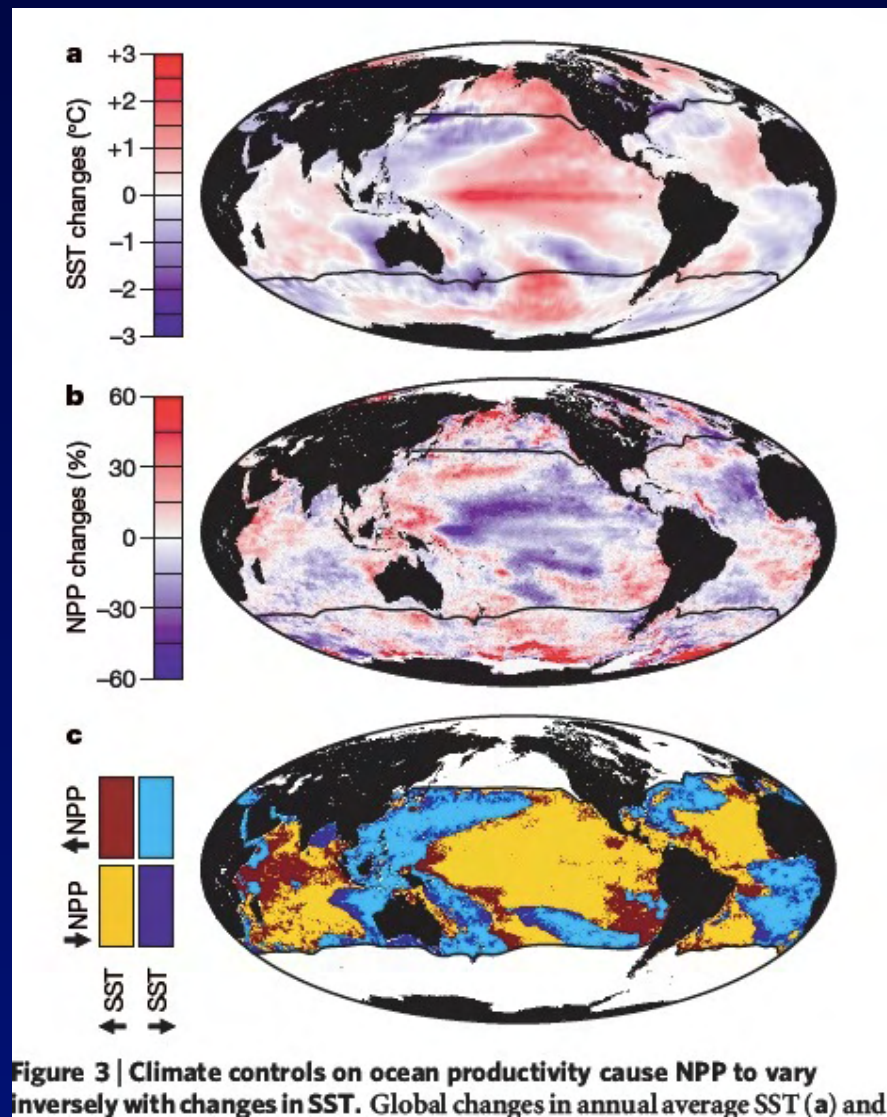 a
+3
+2
+1
0
−1
−2
−3
SST changes (°C)
b
60
30
0
−30
−60
NPP changes (%)
c
NPP
NPP
SST
SST
Figure 3 | Climate controls on ocean productivity cause NPP to vary
inversely with changes in SST. Global changes in annual average SST (a) and